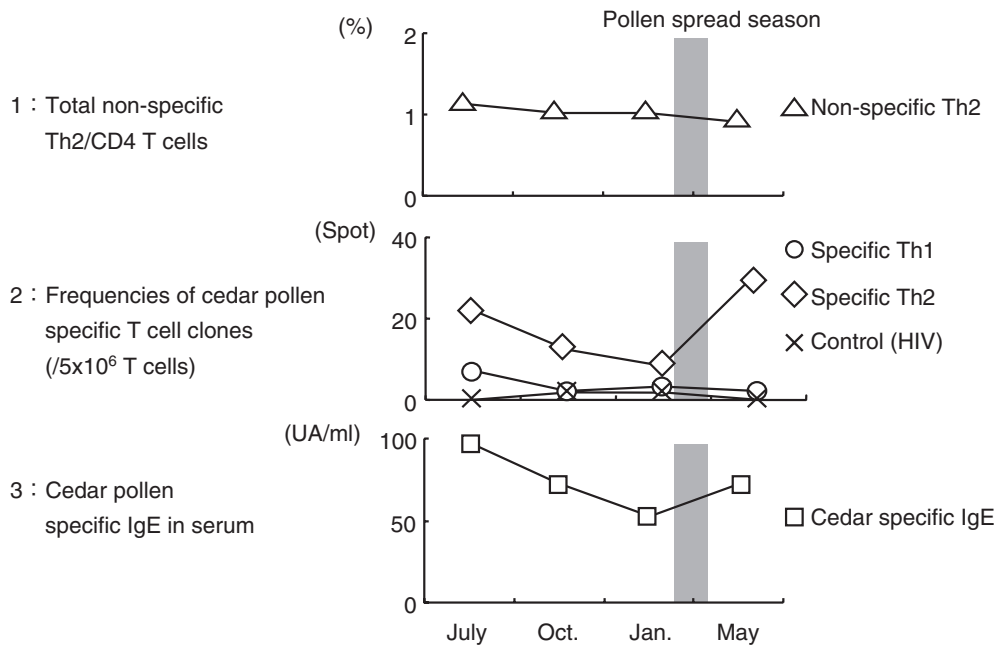 Pollen spread season
(%)
2
1
0
1：Total non-specific
Th2/CD4 T cells
Non-specific Th2
(Spot)
40
20
0
2：Frequencies of cedar pollen
specific T cell clones
(/5x10⁶ T cells)
Specific Th1
Specific Th2
Control (HIV)
(UA/ml)
100
50
0
3：Cedar pollen
specific IgE in serum
Cedar specific IgE
July Oct. Jan. May